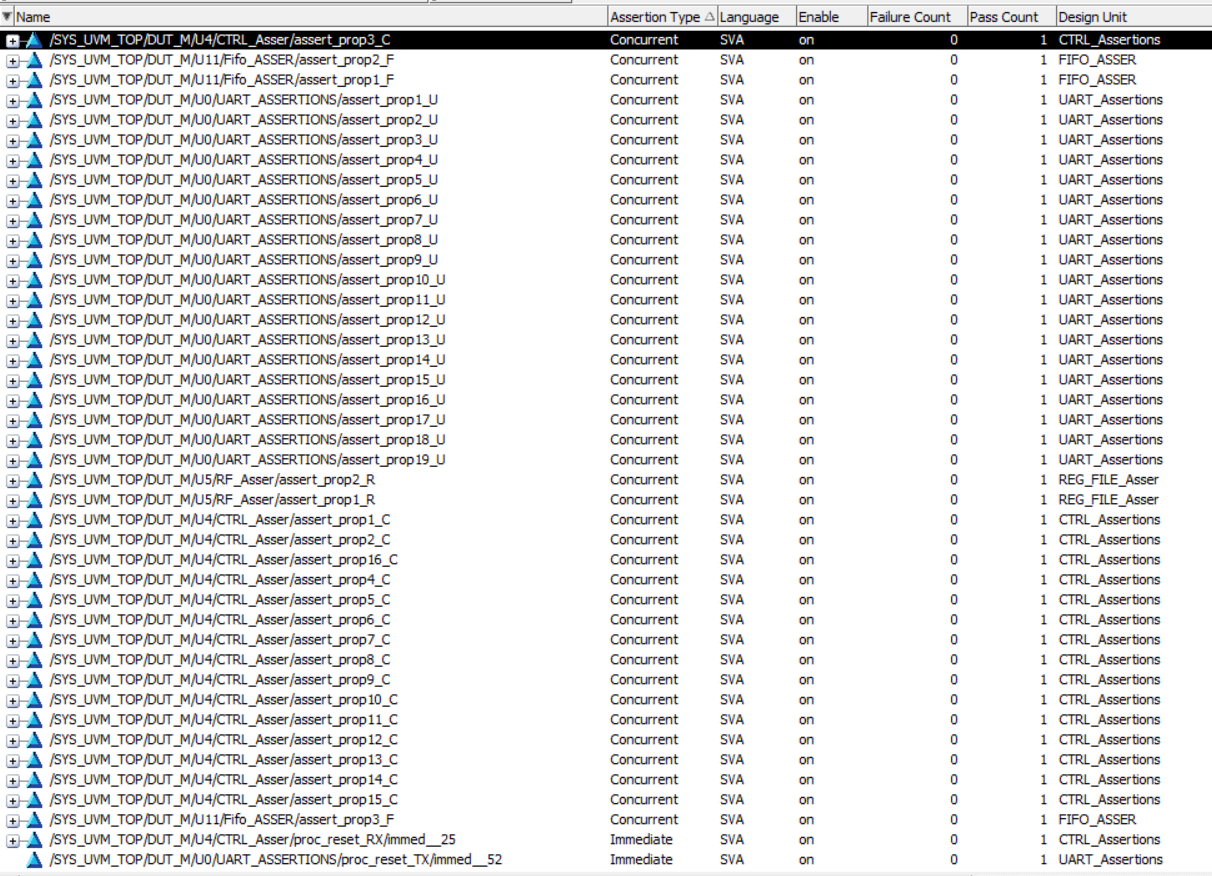 Name Assertion Type Language Enable Failure Count Pass Count Design Unit
/SYS_UVM_TOP/DUT_M/U4/CTRL_Asser/assert_prop3_C Concurrent SVA on 0 1 CTRL_Assertions
/SYS_UVM_TOP/DUT_M/U11/Fifo_ASSER/assert_prop2_F Concurrent SVA on 0 1 FIFO_ASSER
/SYS_UVM_TOP/DUT_M/U11/Fifo_ASSER/assert_prop1_F Concurrent SVA on 0 1 FIFO_ASSER
/SYS_UVM_TOP/DUT_M/U0/UART_ASSERTIONS/assert_prop1_U Concurrent SVA on 0 1 UART_Assertions
/SYS_UVM_TOP/DUT_M/U0/UART_ASSERTIONS/assert_prop2_U Concurrent SVA on 0 1 UART_Assertions
/SYS_UVM_TOP/DUT_M/U0/UART_ASSERTIONS/assert_prop3_U Concurrent SVA on 0 1 UART_Assertions
/SYS_UVM_TOP/DUT_M/U0/UART_ASSERTIONS/assert_prop4_U Concurrent SVA on 0 1 UART_Assertions
/SYS_UVM_TOP/DUT_M/U0/UART_ASSERTIONS/assert_prop5_U Concurrent SVA on 0 1 UART_Assertions
/SYS_UVM_TOP/DUT_M/U0/UART_ASSERTIONS/assert_prop6_U Concurrent SVA on 0 1 UART_Assertions
/SYS_UVM_TOP/DUT_M/U0/UART_ASSERTIONS/assert_prop7_U Concurrent SVA on 0 1 UART_Assertions
/SYS_UVM_TOP/DUT_M/U0/UART_ASSERTIONS/assert_prop8_U Concurrent SVA on 0 1 UART_Assertions
/SYS_UVM_TOP/DUT_M/U0/UART_ASSERTIONS/assert_prop9_U Concurrent SVA on 0 1 UART_Assertions
/SYS_UVM_TOP/DUT_M/U0/UART_ASSERTIONS/assert_prop10_U Concurrent SVA on 0 1 UART_Assertions
/SYS_UVM_TOP/DUT_M/U0/UART_ASSERTIONS/assert_prop11_U Concurrent SVA on 0 1 UART_Assertions
/SYS_UVM_TOP/DUT_M/U0/UART_ASSERTIONS/assert_prop12_U Concurrent SVA on 0 1 UART_Assertions
/SYS_UVM_TOP/DUT_M/U0/UART_ASSERTIONS/assert_prop13_U Concurrent SVA on 0 1 UART_Assertions
/SYS_UVM_TOP/DUT_M/U0/UART_ASSERTIONS/assert_prop14_U Concurrent SVA on 0 1 UART_Assertions
/SYS_UVM_TOP/DUT_M/U0/UART_ASSERTIONS/assert_prop15_U Concurrent SVA on 0 1 UART_Assertions
/SYS_UVM_TOP/DUT_M/U0/UART_ASSERTIONS/assert_prop16_U Concurrent SVA on 0 1 UART_Assertions
/SYS_UVM_TOP/DUT_M/U0/UART_ASSERTIONS/assert_prop17_U Concurrent SVA on 0 1 UART_Assertions
/SYS_UVM_TOP/DUT_M/U0/UART_ASSERTIONS/assert_prop18_U Concurrent SVA on 0 1 UART_Assertions
/SYS_UVM_TOP/DUT_M/U0/UART_ASSERTIONS/assert_prop19_U Concurrent SVA on 0 1 UART_Assertions
/SYS_UVM_TOP/DUT_M/U5/RF_Asser/assert_prop2_R Concurrent SVA on 0 1 REG_FILE_Asser
/SYS_UVM_TOP/DUT_M/U5/RF_Asser/assert_prop1_R Concurrent SVA on 0 1 REG_FILE_Asser
/SYS_UVM_TOP/DUT_M/U4/CTRL_Asser/assert_prop1_C Concurrent SVA on 0 1 CTRL_Assertions
/SYS_UVM_TOP/DUT_M/U4/CTRL_Asser/assert_prop2_C Concurrent SVA on 0 1 CTRL_Assertions
/SYS_UVM_TOP/DUT_M/U4/CTRL_Asser/assert_prop16_C Concurrent SVA on 0 1 CTRL_Assertions
/SYS_UVM_TOP/DUT_M/U4/CTRL_Asser/assert_prop4_C Concurrent SVA on 0 1 CTRL_Assertions
/SYS_UVM_TOP/DUT_M/U4/CTRL_Asser/assert_prop5_C Concurrent SVA on 0 1 CTRL_Assertions
/SYS_UVM_TOP/DUT_M/U4/CTRL_Asser/assert_prop6_C Concurrent SVA on 0 1 CTRL_Assertions
/SYS_UVM_TOP/DUT_M/U4/CTRL_Asser/assert_prop7_C Concurrent SVA on 0 1 CTRL_Assertions
/SYS_UVM_TOP/DUT_M/U4/CTRL_Asser/assert_prop8_C Concurrent SVA on 0 1 CTRL_Assertions
/SYS_UVM_TOP/DUT_M/U4/CTRL_Asser/assert_prop9_C Concurrent SVA on 0 1 CTRL_Assertions
/SYS_UVM_TOP/DUT_M/U4/CTRL_Asser/assert_prop10_C Concurrent SVA on 0 1 CTRL_Assertions
/SYS_UVM_TOP/DUT_M/U4/CTRL_Asser/assert_prop11_C Concurrent SVA on 0 1 CTRL_Assertions
/SYS_UVM_TOP/DUT_M/U4/CTRL_Asser/assert_prop12_C Concurrent SVA on 0 1 CTRL_Assertions
/SYS_UVM_TOP/DUT_M/U4/CTRL_Asser/assert_prop13_C Concurrent SVA on 0 1 CTRL_Assertions
/SYS_UVM_TOP/DUT_M/U4/CTRL_Asser/assert_prop14_C Concurrent SVA on 0 1 CTRL_Assertions
/SYS_UVM_TOP/DUT_M/U4/CTRL_Asser/assert_prop15_C Concurrent SVA on 0 1 CTRL_Assertions
/SYS_UVM_TOP/DUT_M/U11/Fifo_ASSER/assert_prop3_F Concurrent SVA on 0 1 FIFO_ASSER
/SYS_UVM_TOP/DUT_M/U4/CTRL_Asser/proc_reset_RX/immed__25 Immediate SVA on 0 1 CTRL_Assertions
/SYS_UVM_TOP/DUT_M/U0/UART_ASSERTIONS/proc_reset_TX/immed__52 Immediate SVA on 0 1 UART_Assertions